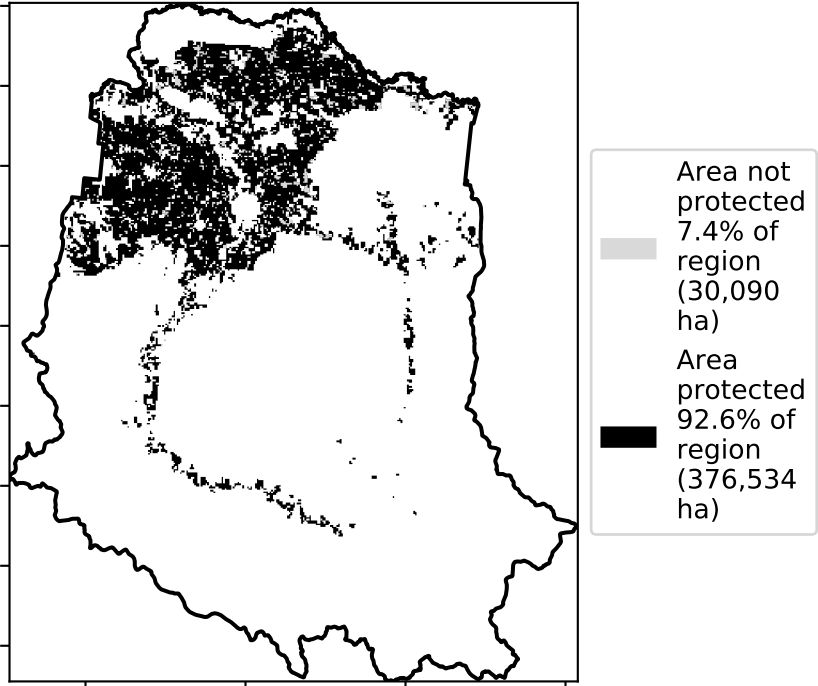 Area not
protected
7.4% of
region
(30,090
ha)
Area
protected
92.6% of
region
(376,534
ha)